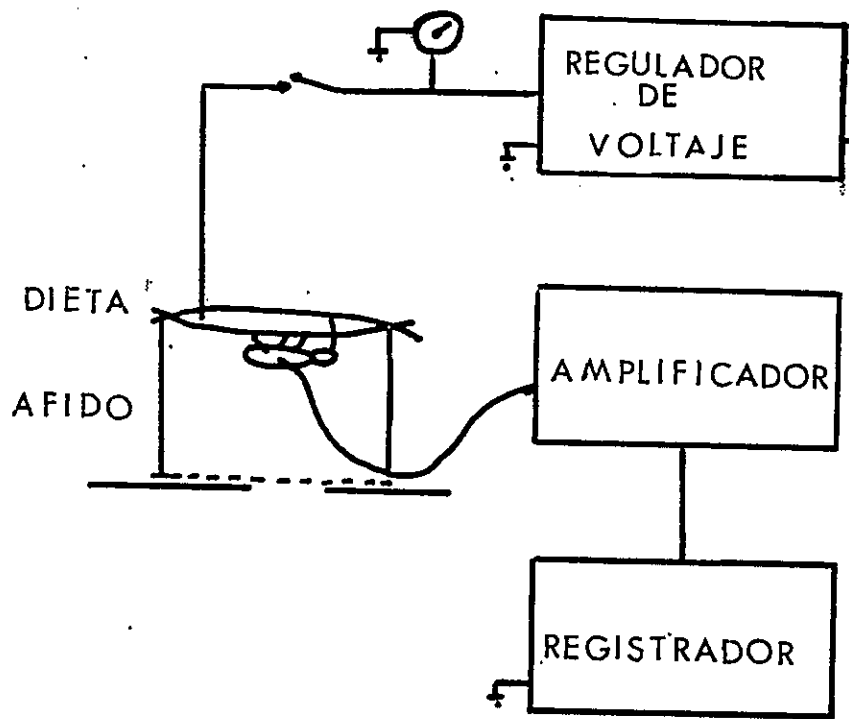 REGULADOR
DE
VOLTAJE
DIETA
AFIDO
AMPLIFICADOR
REGISTRADOR